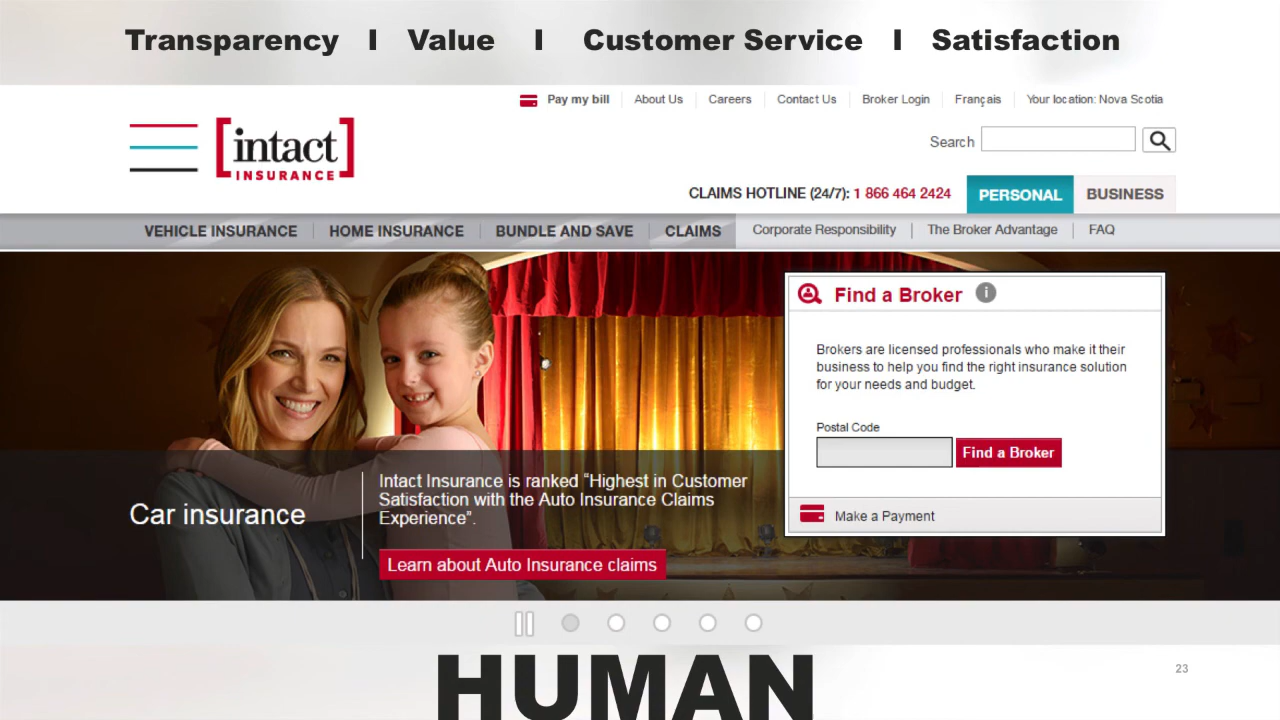 Transparency I Value I Customer Service I Satisfaction
Pay my bill About Us Careers Contact Us Broker Login Français Your location: Nova Scotia
[intact]
INSURANCE
Search
CLAIMS HOTLINE (24/7): 1 866 464 2424
PERSONAL BUSINESS
VEHICLE INSURANCE HOME INSURANCE BUNDLE AND SAVE CLAIMS Corporate Responsibility The Broker Advantage FAQ
Find a Broker i
Brokers are licensed professionals who make it their
business to help you find the right insurance solution
for your needs and budget.
Postal Code
Find a Broker
Make a Payment
Car insurance
Intact Insurance is ranked “Highest in Customer
Satisfaction with the Auto Insurance Claims
Experience”.
Learn about Auto Insurance claims
HUMAN
23